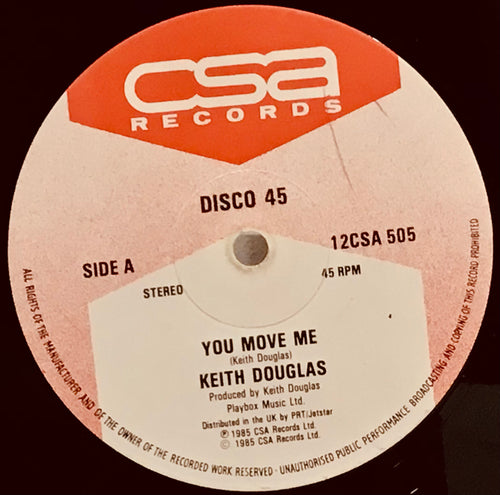 csa
RECORDS
DISCO 45
12CSA 505
SIDE A
STEREO
45 RPM
YOU MOVE ME
(Keith Douglas)
KEITH DOUGLAS
Produced by Keith Douglas
Playbox Music Ltd.
Distributed in the UK by PRT/Jetstar
Ⓟ 1985 CSA Records Ltd.
© 1985 CSA Records Ltd.
ALL RIGHTS OF THE MANUFACTURER AND OF THE OWNER OF THE RECORDED WORK RESERVED - UNAUTHORISED PUBLIC PERFORMANCE BROADCASTING AND COPYING OF THIS RECORD PROHIBITED